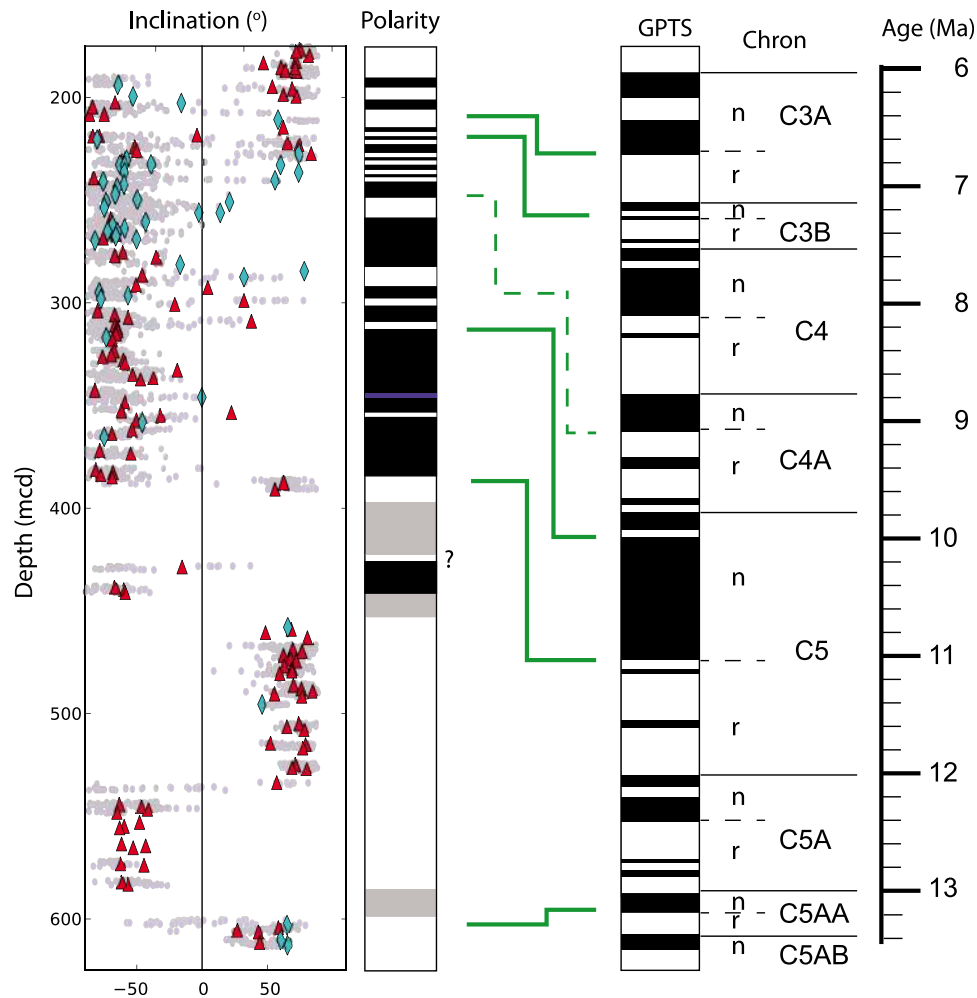 Inclination (°)
Polarity
GPTS
Chron
Age (Ma)
Depth (mcd)
200
300
400
500
600
−50
0
50
?
n
C3A
r
n
r
C3B
n
C4
r
n
C4A
r
n
C5
r
n
C5A
r
n
C5AA
r
n
C5AB
6
7
8
9
10
11
12
13